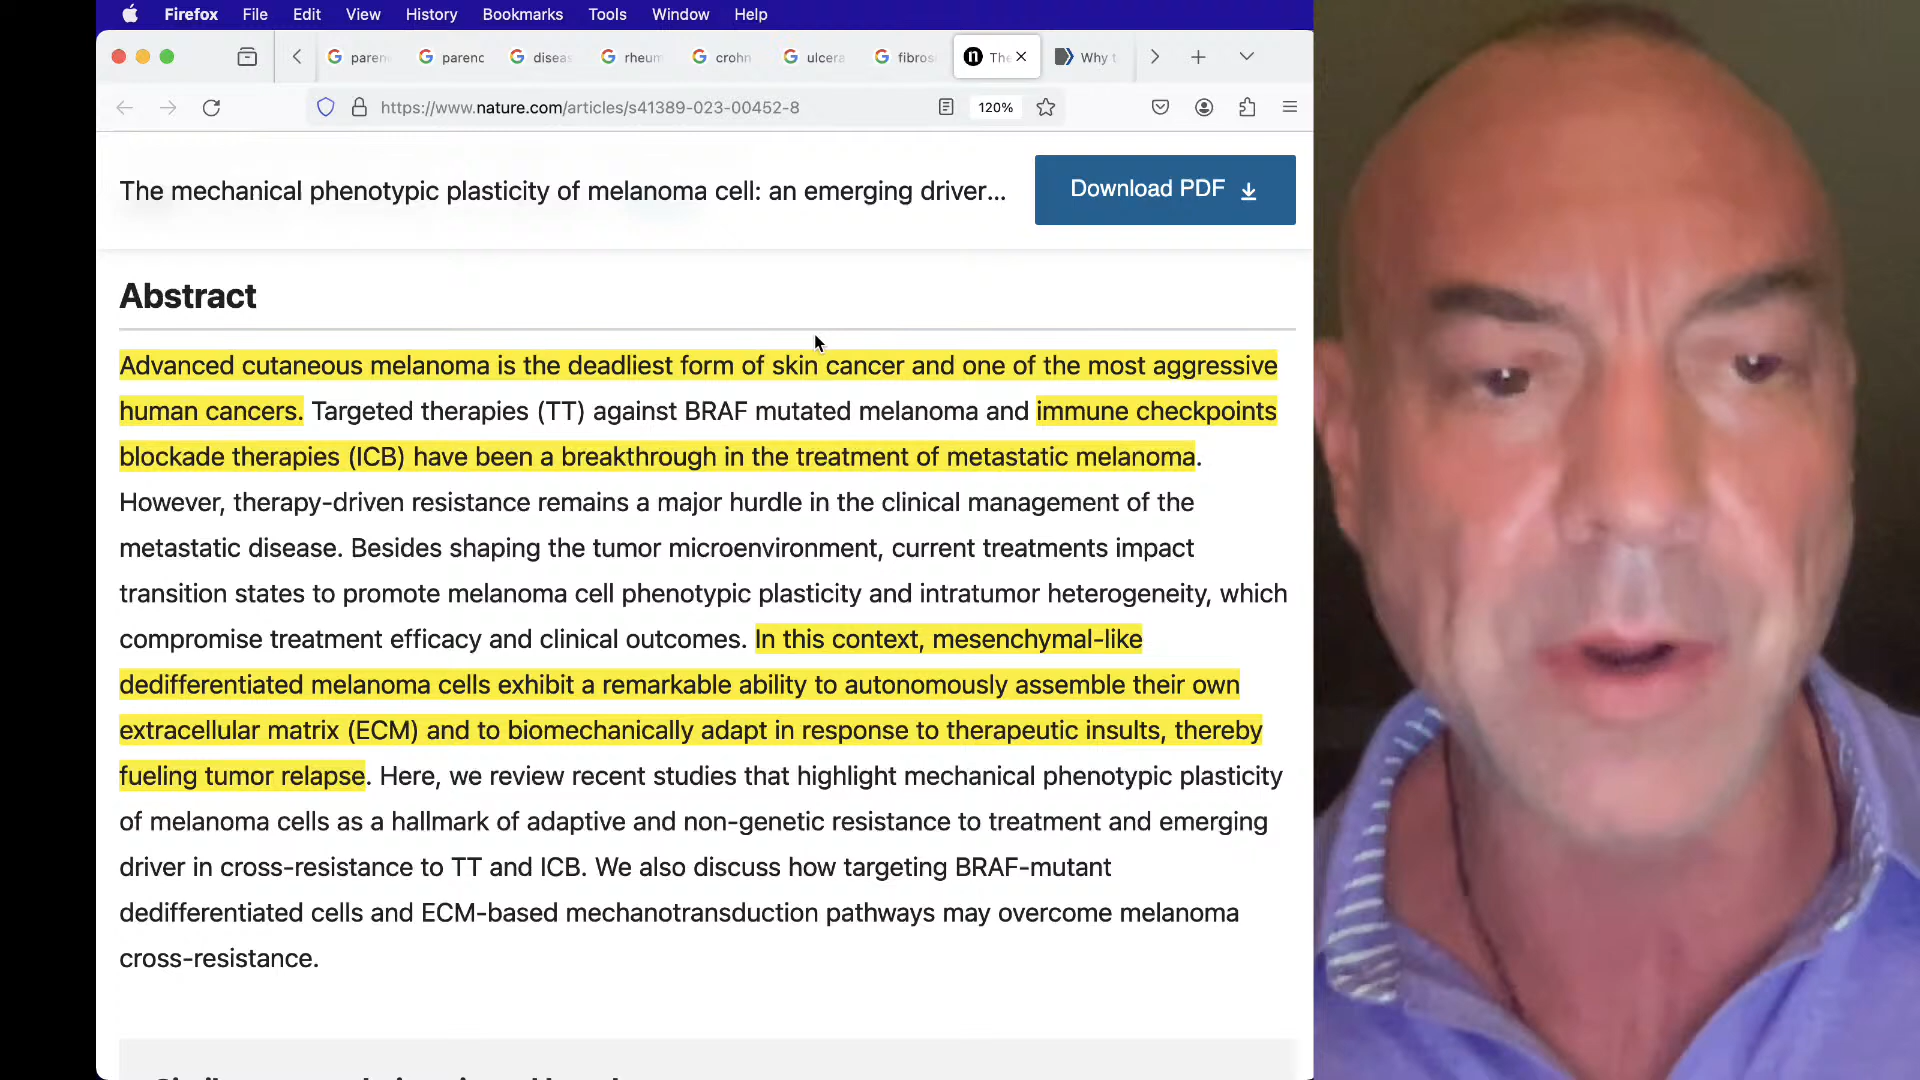 Firefox File Edit View History Bookmarks Tools Window Help
paren parenc diseas rheum crohn ulcera fibros The Why t
https://www.nature.com/articles/s41389-023-00452-8 120%
The mechanical phenotypic plasticity of melanoma cell: an emerging driver...
Download PDF
Abstract
Advanced cutaneous melanoma is the deadliest form of skin cancer and one of the most aggressive
human cancers. Targeted therapies (TT) against BRAF mutated melanoma and immune checkpoints
blockade therapies (ICB) have been a breakthrough in the treatment of metastatic melanoma.
However, therapy-driven resistance remains a major hurdle in the clinical management of the
metastatic disease. Besides shaping the tumor microenvironment, current treatments impact
transition states to promote melanoma cell phenotypic plasticity and intratumor heterogeneity, which
compromise treatment efficacy and clinical outcomes. In this context, mesenchymal-like
dedifferentiated melanoma cells exhibit a remarkable ability to autonomously assemble their own
extracellular matrix (ECM) and to biomechanically adapt in response to therapeutic insults, thereby
fueling tumor relapse. Here, we review recent studies that highlight mechanical phenotypic plasticity
of melanoma cells as a hallmark of adaptive and non-genetic resistance to treatment and emerging
driver in cross-resistance to TT and ICB. We also discuss how targeting BRAF-mutant
dedifferentiated cells and ECM-based mechanotransduction pathways may overcome melanoma
cross-resistance.